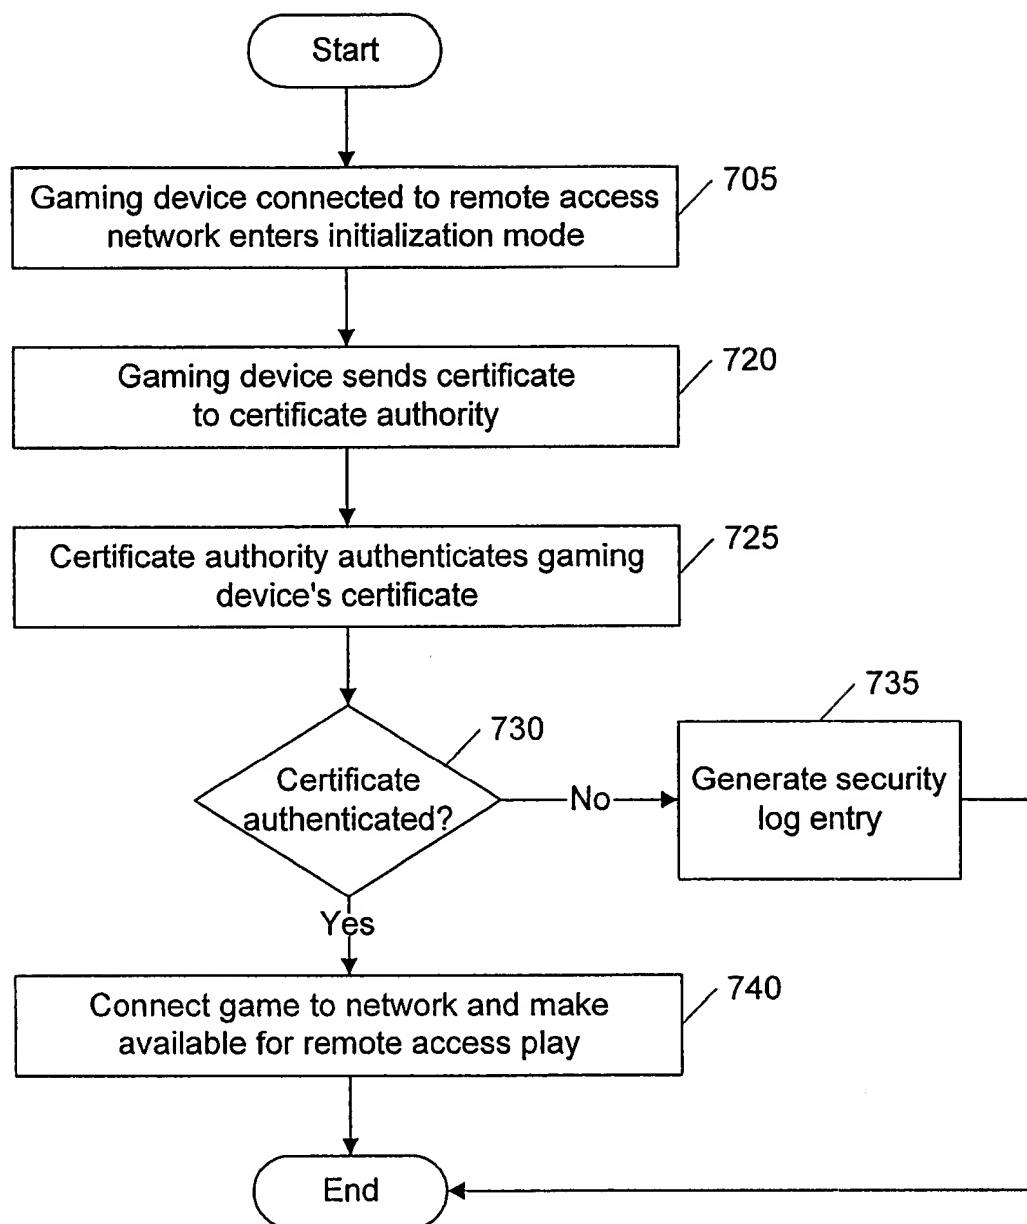 Start
705
Gaming device connected to remote access
network enters initialization mode
720
Gaming device sends certificate
to certificate authority
725
Certificate authority authenticates gaming
device's certificate
730
735
Certificate
authenticated?
No
Generate security
log entry
Yes
740
Connect game to network and make
available for remote access play
End